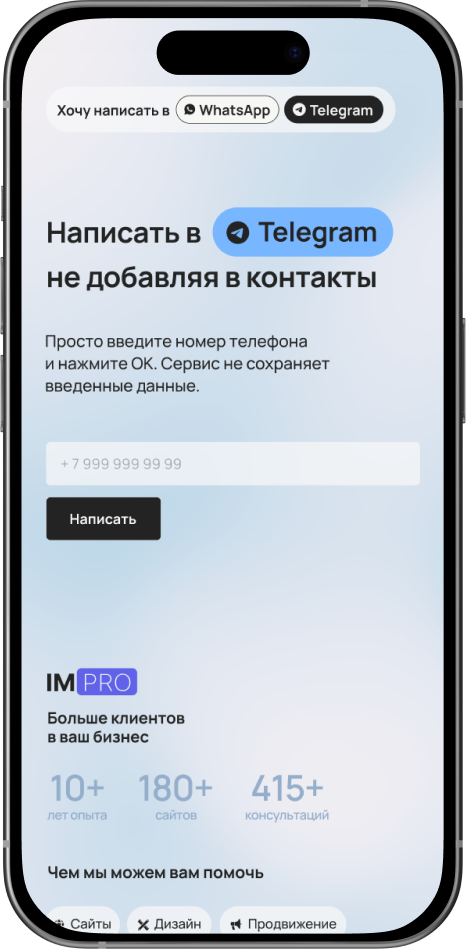 Хочу написать в WhatsApp Telegram
Написать в Telegram
не добавляя в контакты
Просто введите номер телефона
и нажмите ОК. Сервис не сохраняет
введенные данные.
+ 7 999 999 99 99
Написать
IM PRO
Больше клиентов
в ваш бизнес
10+ 180+ 415+
лет опыта сайтов консультаций
Чем мы можем вам помочь
Сайты Дизайн Продвижение